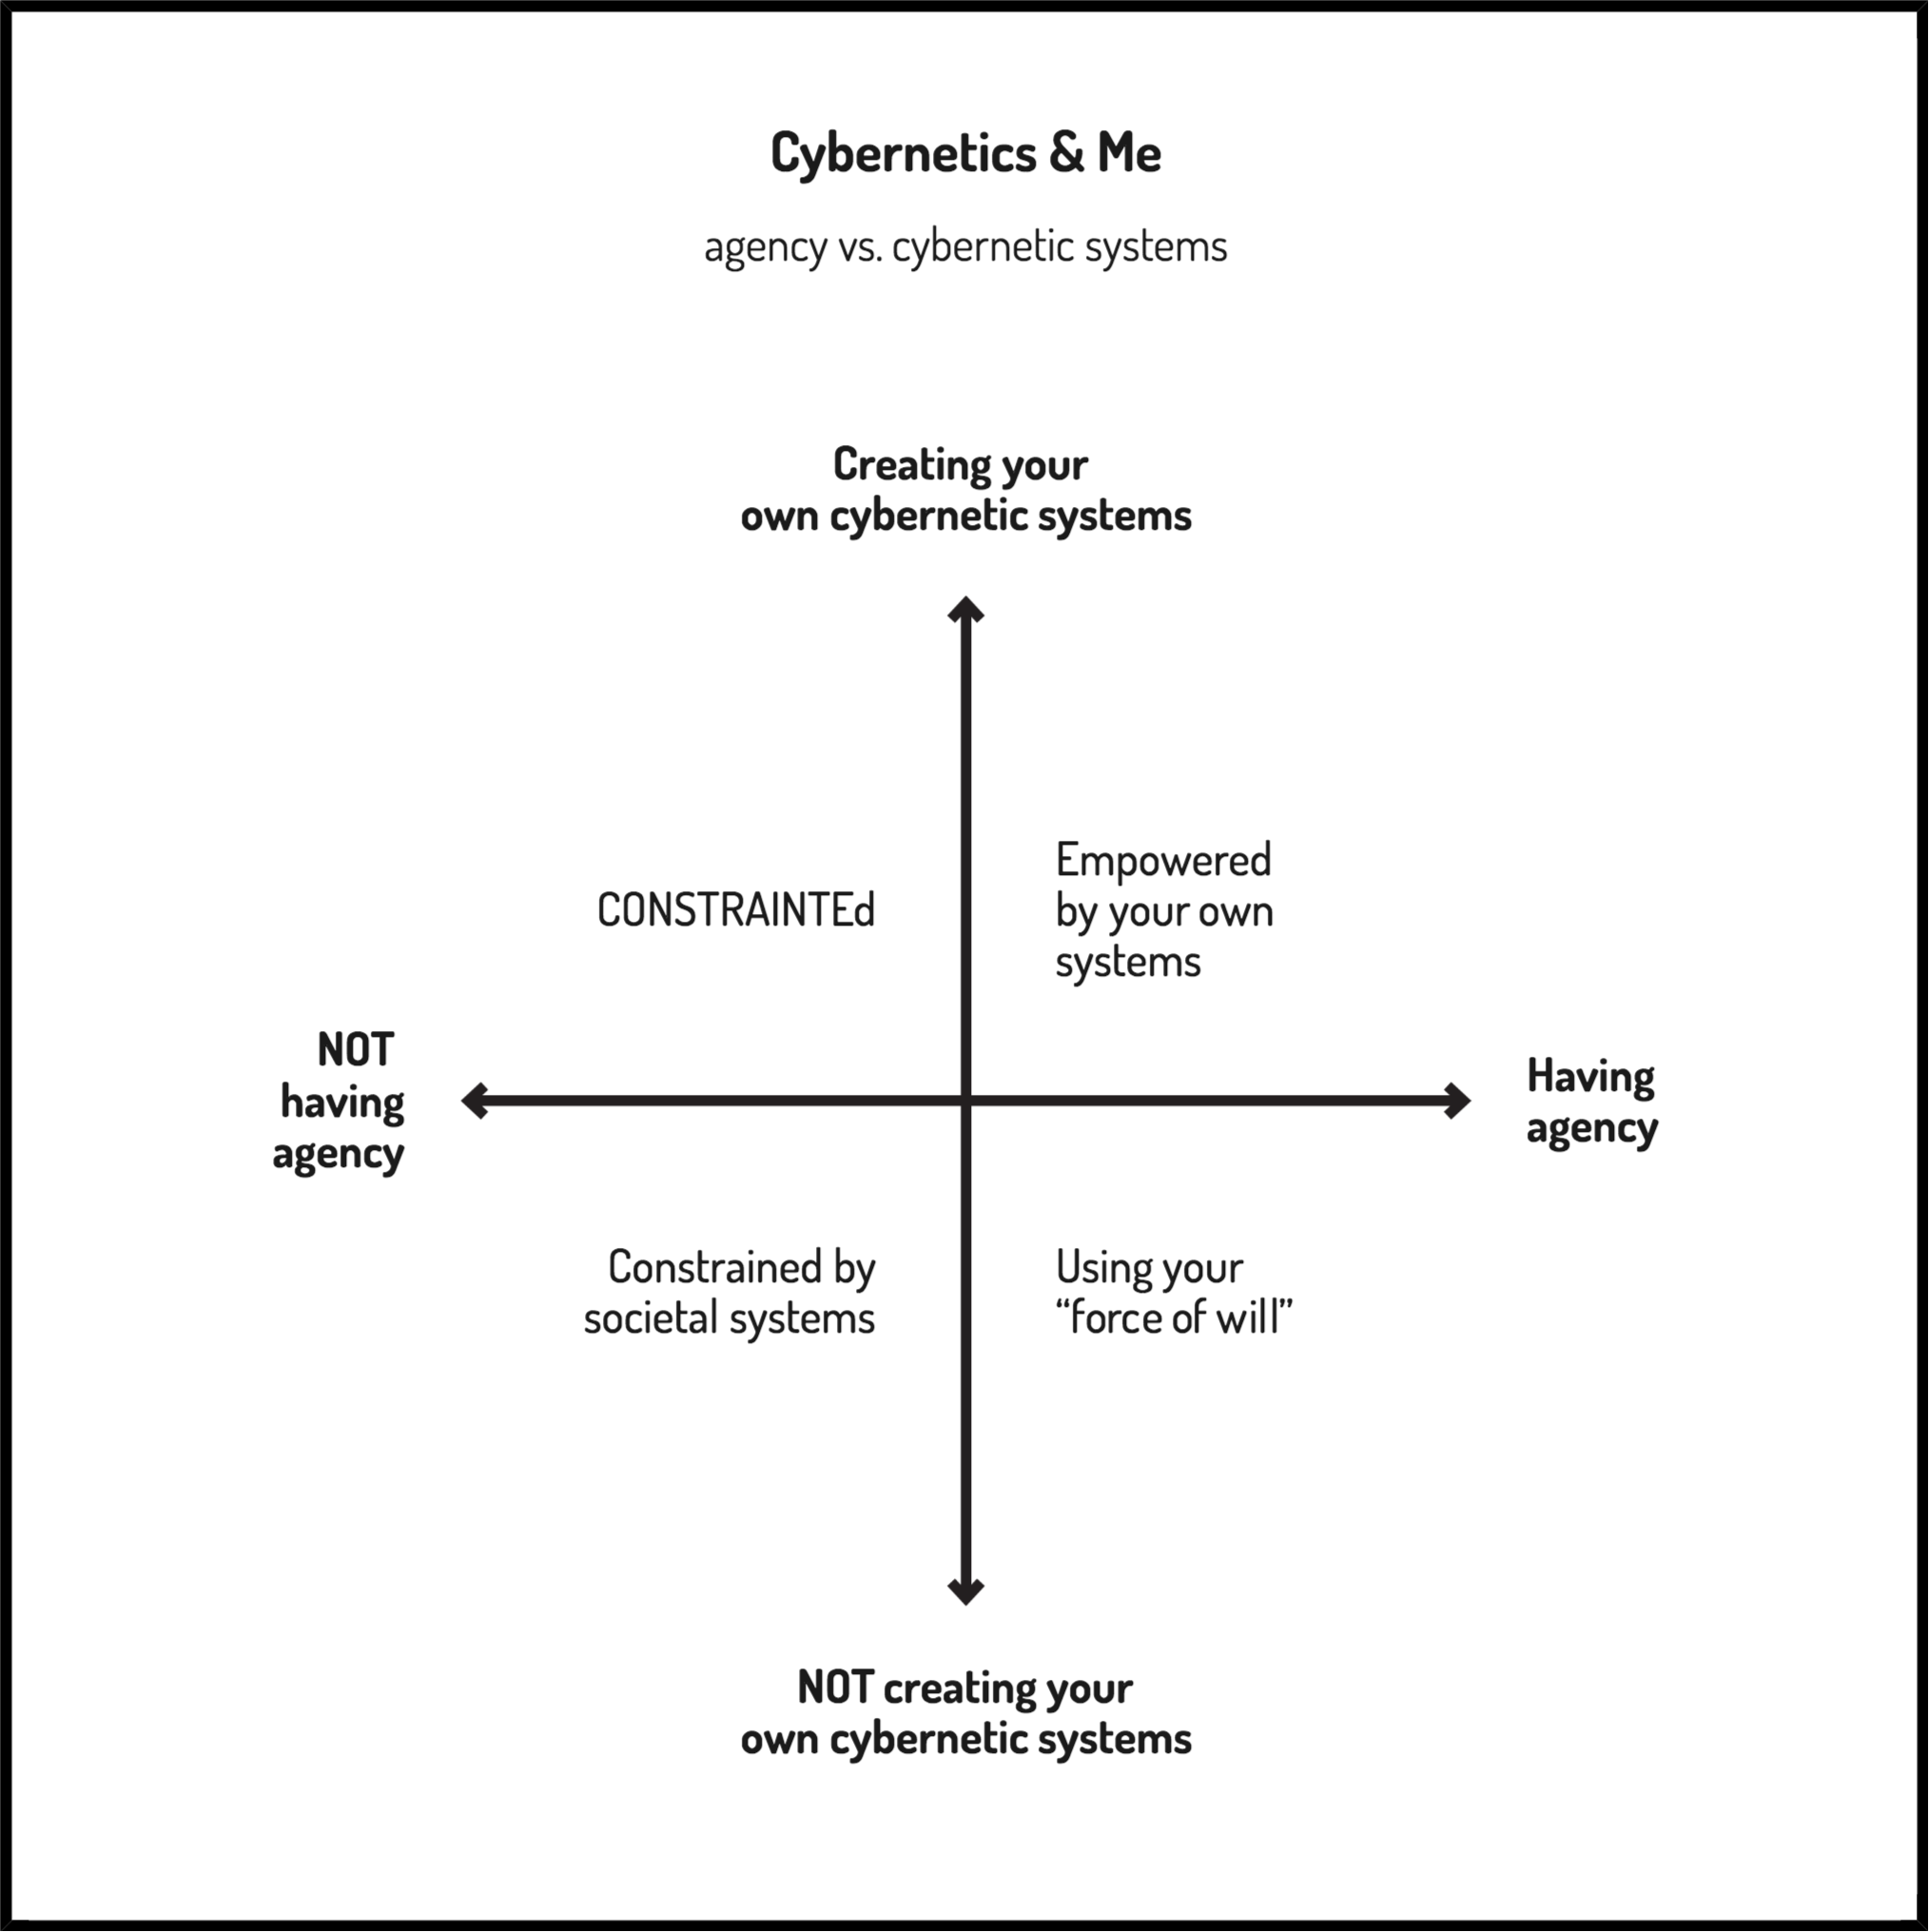 Cybernetics & Me
agency vs. cybernetic systems
Creating your
own cybernetic systems
CONSTRAINTEd
Empowered
by your own
systems
NOT
having
agency
Having
agency
Constrained by
societal systems
Using your
“force of will”
NOT creating your
own cybernetic systems